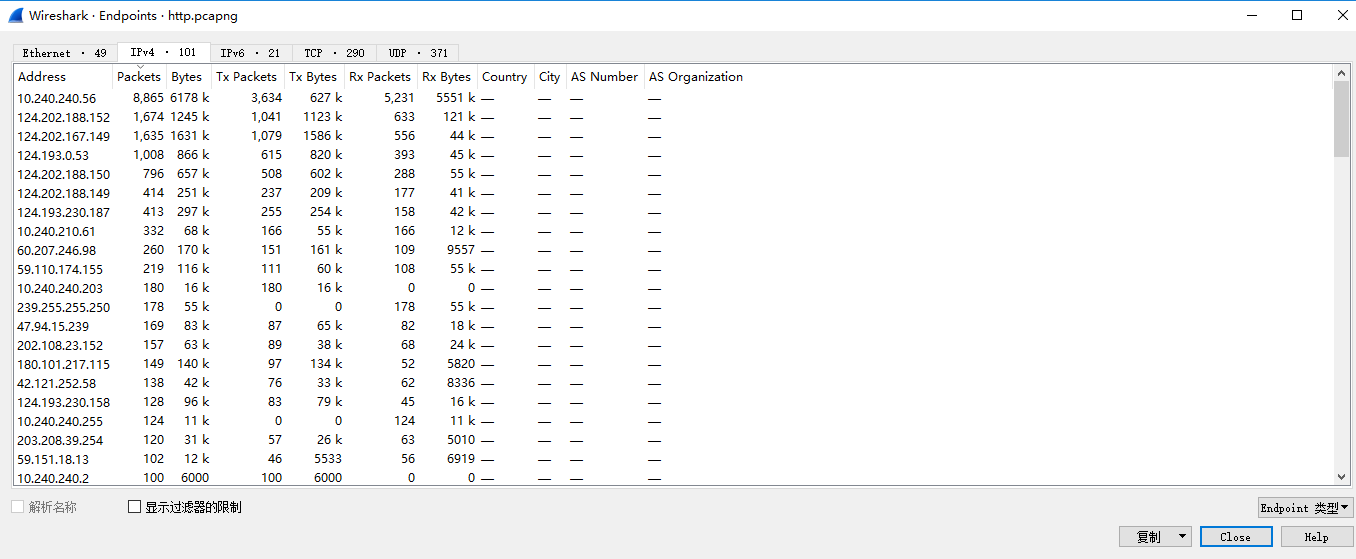 Wireshark · Endpoints · http.pcapng
Ethernet · 49 IPv4 · 101 IPv6 · 21 TCP · 290 UDP · 371
Address Packets Bytes Tx Packets Tx Bytes Rx Packets Rx Bytes Country City AS Number AS Organization
10.240.240.56 8,865 6178 k 3,634 627 k 5,231 5551 k — — — —
124.202.188.152 1,674 1245 k 1,041 1123 k 633 121 k — — — —
124.202.167.149 1,635 1631 k 1,079 1586 k 556 44 k — — — —
124.193.0.53 1,008 866 k 615 820 k 393 45 k — — — —
124.202.188.150 796 657 k 508 602 k 288 55 k — — — —
124.202.188.149 414 251 k 237 209 k 177 41 k — — — —
124.193.230.187 413 297 k 255 254 k 158 42 k — — — —
10.240.210.61 332 68 k 166 55 k 166 12 k — — — —
60.207.246.98 260 170 k 151 161 k 109 9557 — — — —
59.110.174.155 219 116 k 111 60 k 108 55 k — — — —
10.240.240.203 180 16 k 180 16 k 0 0 — — — —
239.255.255.250 178 55 k 0 0 178 55 k — — — —
47.94.15.239 169 83 k 87 65 k 82 18 k — — — —
202.108.23.152 157 63 k 89 38 k 68 24 k — — — —
180.101.217.115 149 140 k 97 134 k 52 5820 — — — —
42.121.252.58 138 42 k 76 33 k 62 8336 — — — —
124.193.230.158 128 96 k 83 79 k 45 16 k — — — —
10.240.240.255 124 11 k 0 0 124 11 k — — — —
203.208.39.254 120 31 k 57 26 k 63 5010 — — — —
59.151.18.13 102 12 k 46 5533 56 6919 — — — —
10.240.240.2 100 6000 100 6000 0 0 — — — —
解析名称 显示过滤器的限制 Endpoint 类型
复制 Close Help